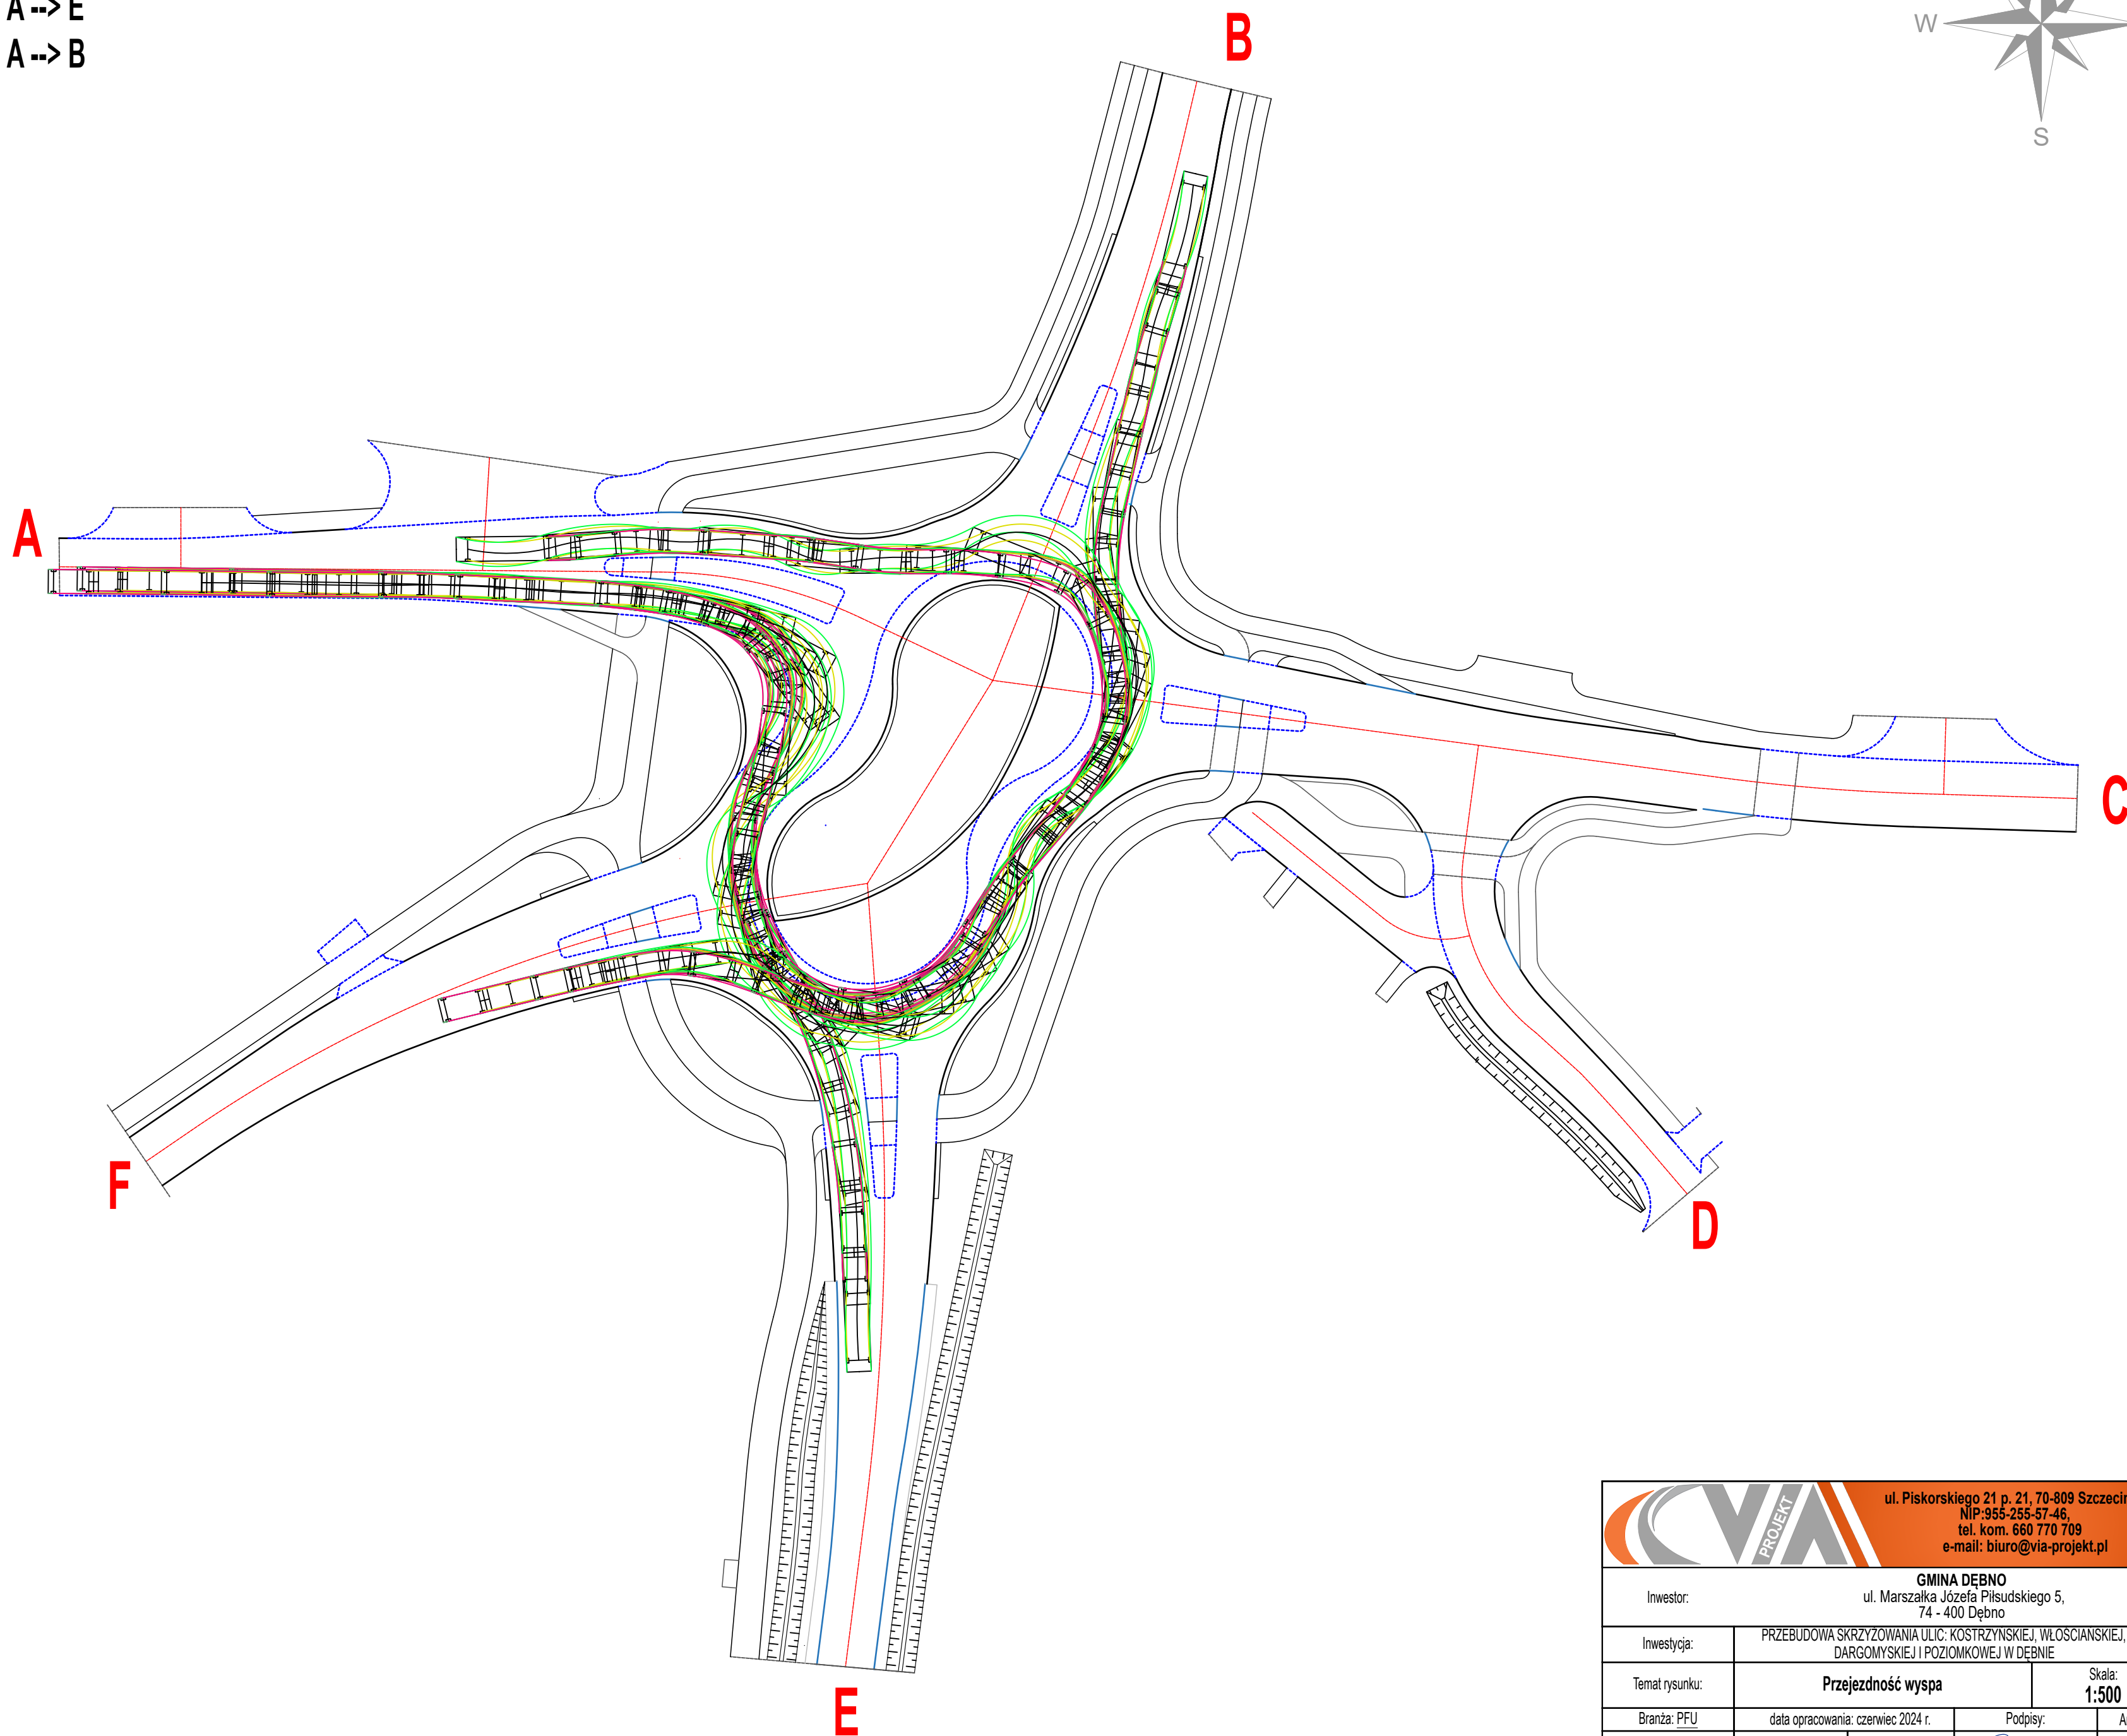 A --> E
A --> B
B
W
S
A
C
F
D
E
PROJEKT
ul. Piskorskiego 21 p. 21, 70-809 Szczecin
NIP:955-255-57-46,
tel. kom. 660 770 709
e-mail: biuro@via-projekt.pl
Inwestor:
GMINA DĘBNO
ul. Marszałka Józefa Piłsudskiego 5,
74 - 400 Dębno
Inwestycja:
PRZEBUDOWA SKRZYŻOWANIA ULIC: KOSTRZYŃSKIEJ, WŁOŚCIAŃSKIEJ,
DARGOMYSKIEJ I POZIOMKOWEJ W DĘBNIE
Temat rysunku:
Przejezdność wyspa
Skala:
1:500
Branża: PFU
data opracowania: czerwiec 2024 r.
Podpisy: